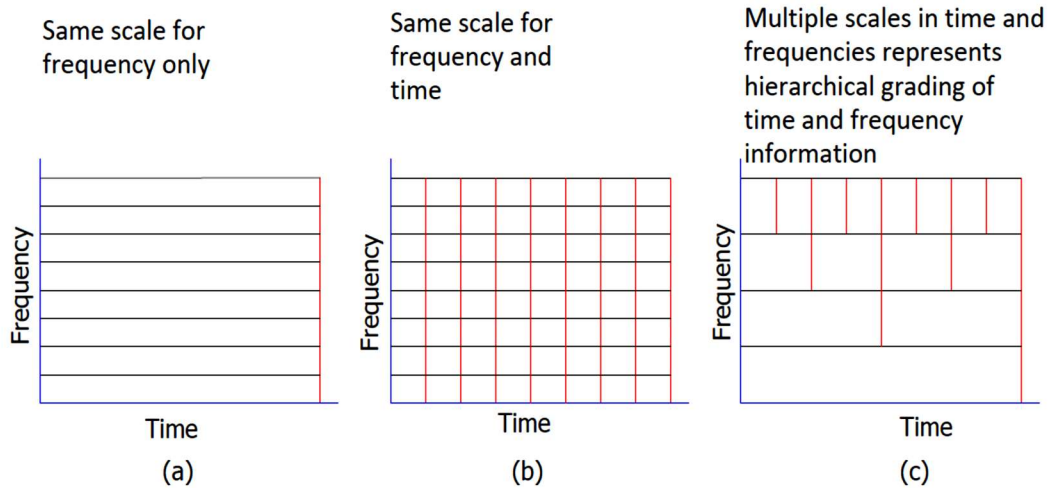 Same scale for
frequency only
Same scale for
frequency and
time
Multiple scales in time and
frequencies represents
hierarchical grading of
time and frequency
information
Frequency
Time
(a)
Frequency
Time
(b)
Frequency
Time
(c)